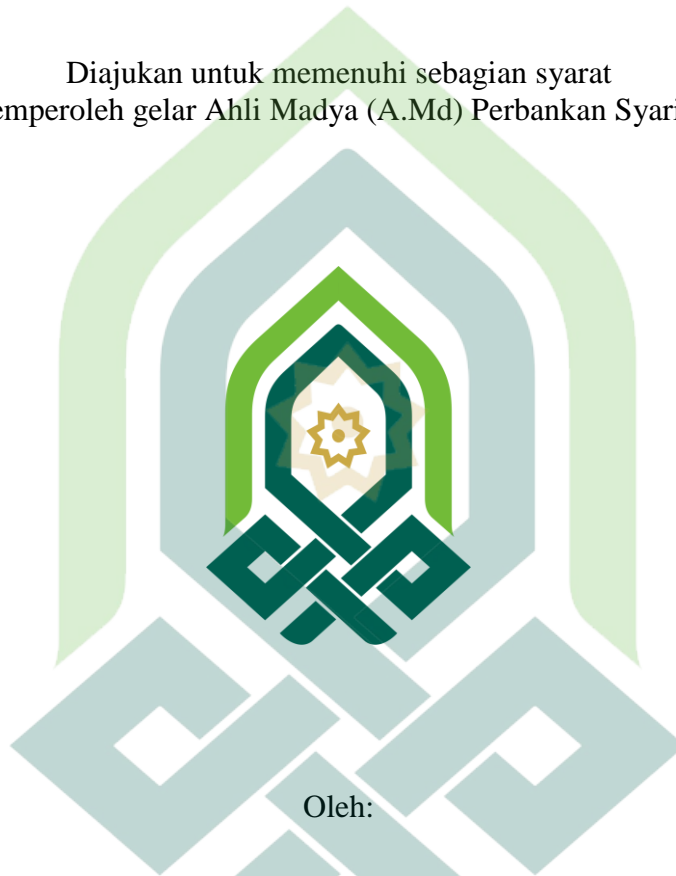 Diajukan untuk memenuhi sebagian syarat
emperoleh gelar Ahli Madya (A.Md) Perbankan Syari
Oleh: